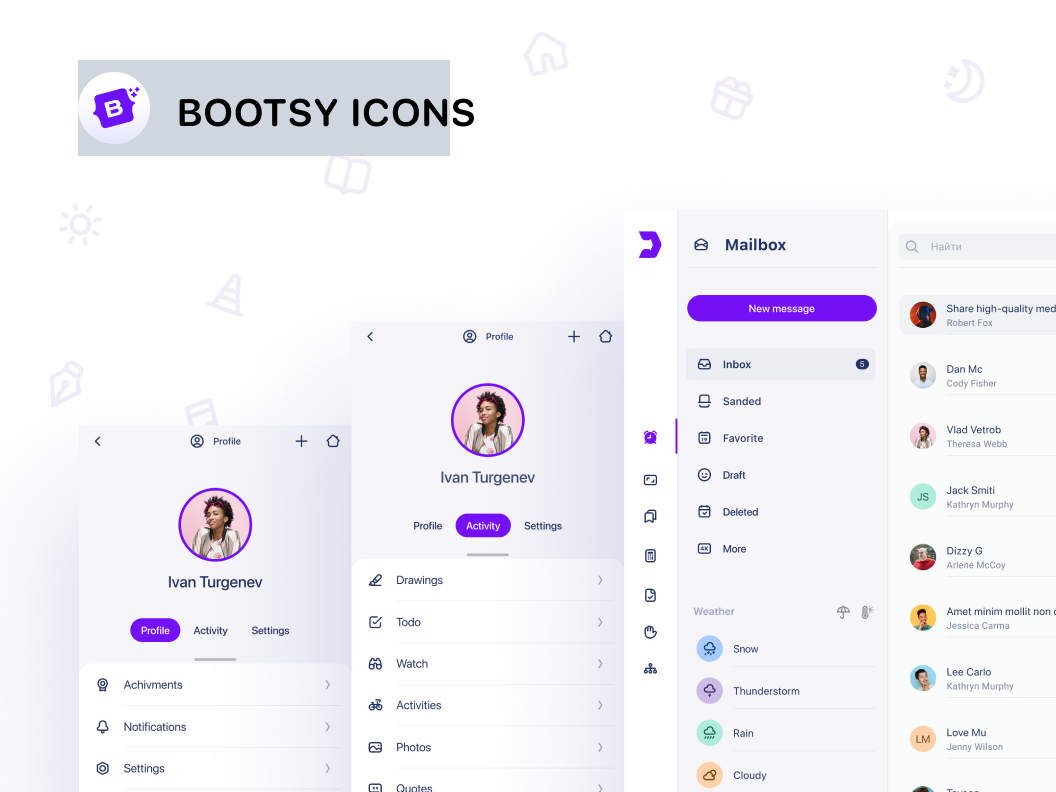 B
BOOTSY ICONS
Profile
Ivan Turgenev
Profile
Activity
Settings
Achivments
Notifications
Settings
Profile
Ivan Turgenev
Profile
Activity
Settings
Drawings
Todo
Watch
Activities
Photos
Quotes
Mailbox
New message
Inbox
5
Sanded
19
Favorite
Draft
Deleted
4K
More
Weather
Snow
Thunderstorm
Rain
Cloudy
Найти
Share high-quality med
Robert Fox
Dan Mc
Cody Fisher
Vlad Vetrob
Theresa Webb
JS
Jack Smiti
Kathryn Murphy
Dizzy G
Arlene McCoy
Amet minim mollit non
Jessica Carma
Lee Carlo
Kathryn Murphy
LM
Love Mu
Jenny Wilson